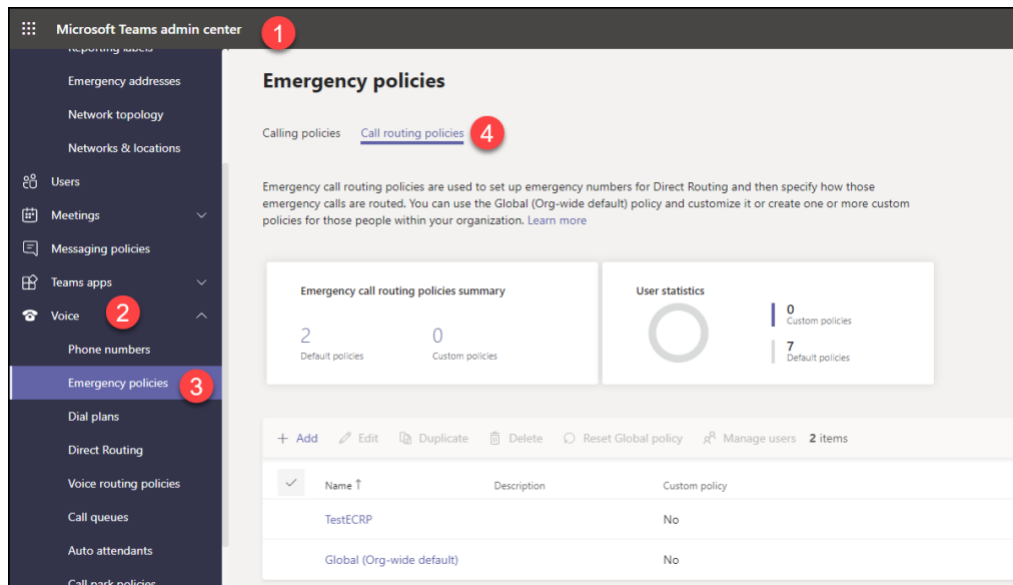 Microsoft Teams admin center
1
Reporting labels
Emergency addresses
Network topology
Networks & locations
Users
Meetings
Messaging policies
Teams apps
Voice
2
Phone numbers
Emergency policies
3
Dial plans
Direct Routing
Voice routing policies
Call queues
Auto attendants
Call park policies
Emergency policies
Calling policies
Call routing policies
4
Emergency call routing policies are used to set up emergency numbers for Direct Routing and then specify how those
emergency calls are routed. You can use the Global (Org-wide default) policy and customize it or create one or more custom
policies for those people within your organization. Learn more
Emergency call routing policies summary
2
Default policies
0
Custom policies
User statistics
0
Custom policies
7
Default policies
+ Add Edit Duplicate Delete Reset Global policy Manage users 2 items
Name ↑ Description Custom policy
TestECRP No
Global (Org-wide default) No